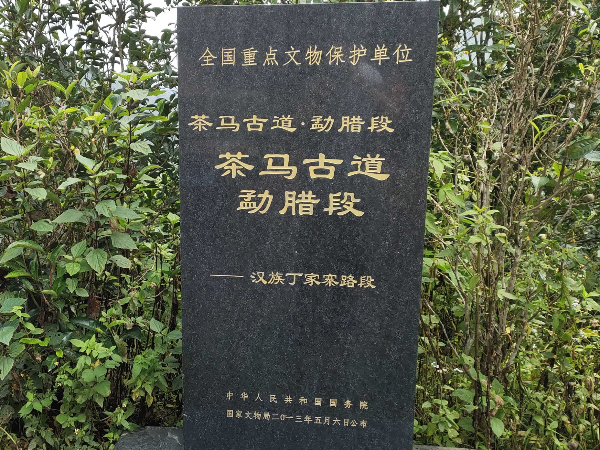 全国重点文物保护单位
茶马古道·勐腊段
茶马古道
勐腊段
—— 汉族丁家寨路段
中华人民共和国国务院
国家文物局二〇一三年五月六日公布